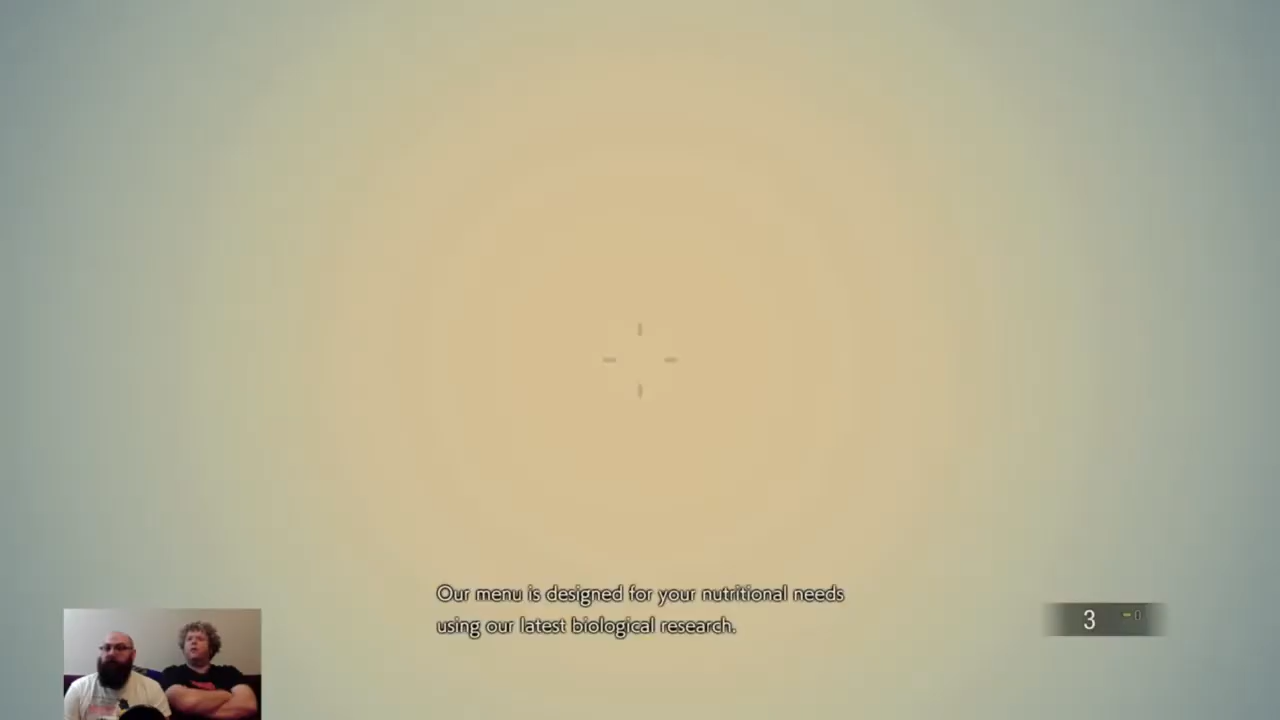 Our menu is designed for your nutritional needs
using our latest biological research.
3